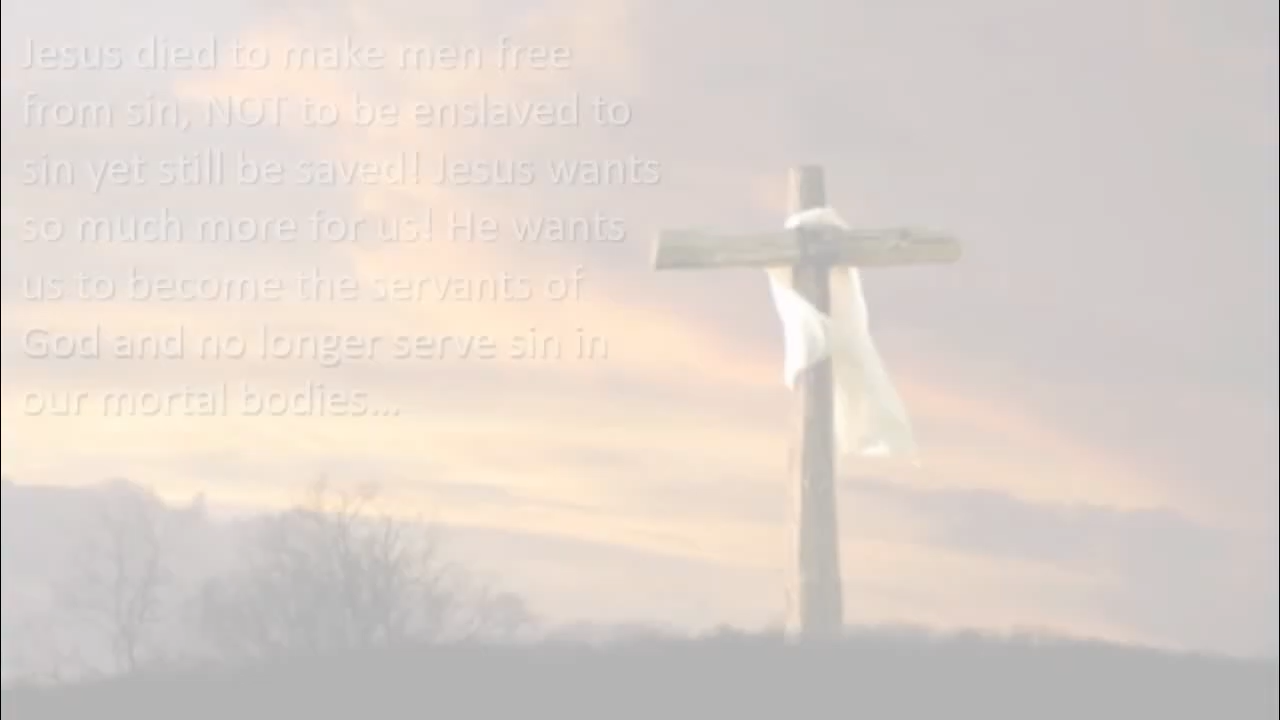 Jesus died to make men free
from sin, NOT to be enslaved to
sin yet still be saved! Jesus wants
so much more for us! He wants
us to become the servants of
God and no longer serve sin in
our mortal bodies...